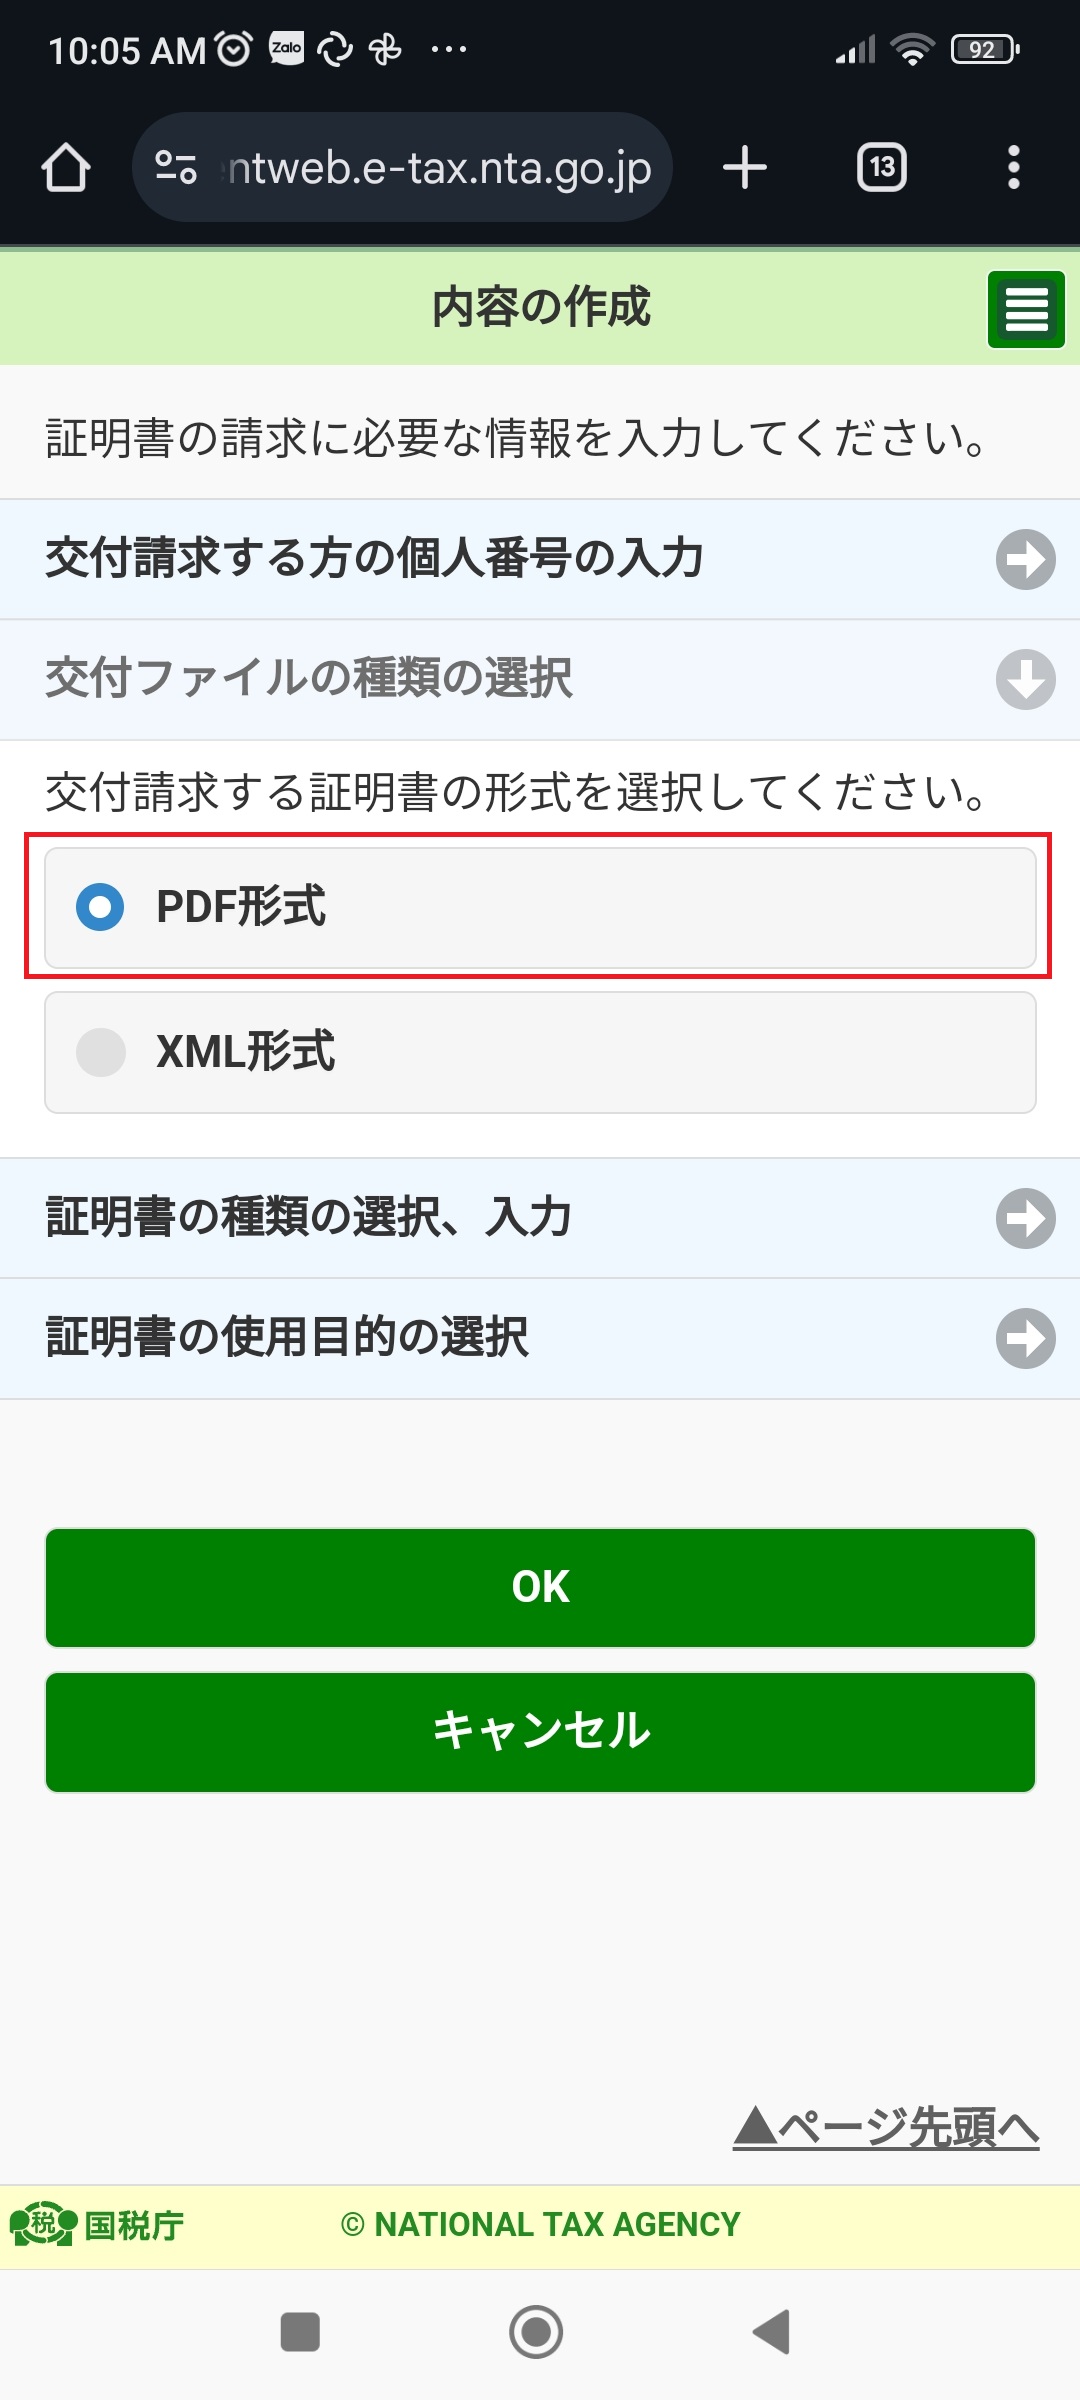 10:05 AM Zalo 92
ntweb.e-tax.nta.go.jp 13
内容の作成
証明書の請求に必要な情報を入力してください。
交付請求する方の個人番号の入力
交付ファイルの種類の選択
交付請求する証明書の形式を選択してください。
PDF形式
XML形式
証明書の種類の選択、入力
証明書の使用目的の選択
OK
キャンセル
▲ページ先頭へ
税 国税庁 © NATIONAL TAX AGENCY